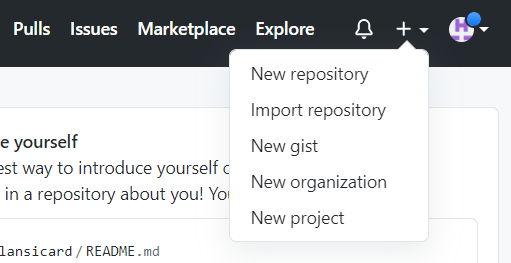 Pulls Issues Marketplace Explore
New repository
Import repository
New gist
New organization
New project
e yourself
est way to introduce yourself
in a repository about you! You
lansicard/README.md